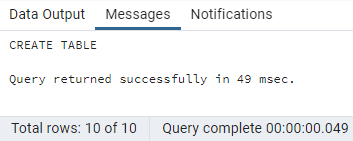 Data Output Messages Notifications
CREATE TABLE
Query returned successfully in 49 msec.
Total rows: 10 of 10 Query complete 00:00:00.049